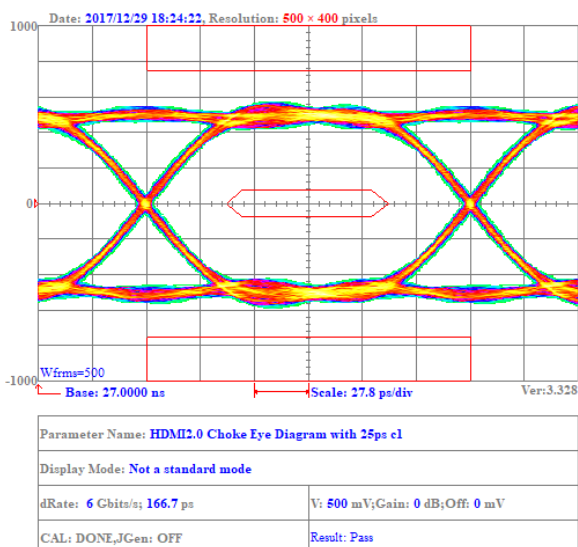 Date: 2017/12/29 18:24:22, Resolution: 500 × 400 pixels
1000
0
-1000
Wfrms=500
Base: 27.0000 ns
Scale: 27.8 ps/div
Ver:3.328
Parameter Name: HDMI2.0 Choke Eye Diagram with 25ps c1
Display Mode: Not a standard mode
dRate: 6 Gbits/s; 166.7 ps
V: 500 mV;Gain: 0 dB;Off: 0 mV
CAL: DONE,JGen: OFF
Result: Pass